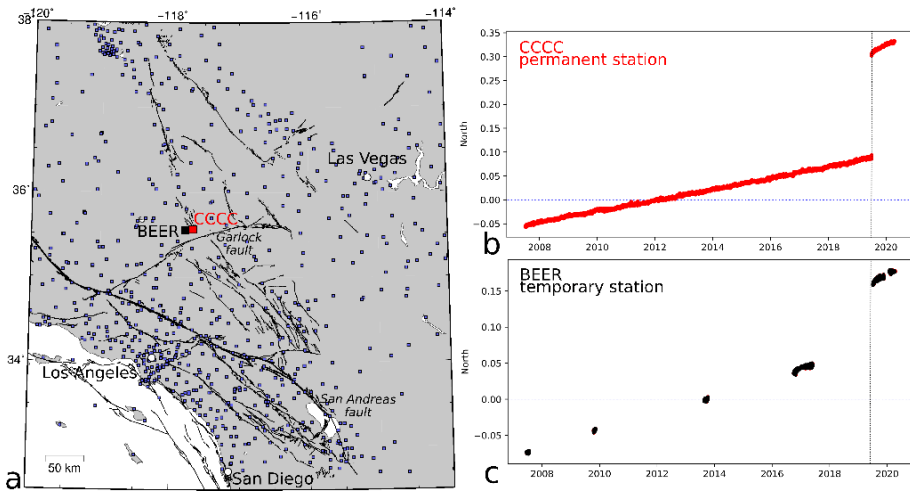 −120°
−118°
−116°
−114°
38°
36°
34°
Las Vegas
CCCC
BEER
Garlock
fault
Los Angeles
San Andreas
fault
50 km
San Diego
a
CCCC
permanent station
North
0.35
0.30
0.25
0.20
0.15
0.10
0.05
0.00
−0.05
2008
2010
2012
2014
2016
2018
2020
b
BEER
temporary station
North
0.15
0.10
0.05
0.00
−0.05
2008
2010
2012
2014
2016
2018
2020
c